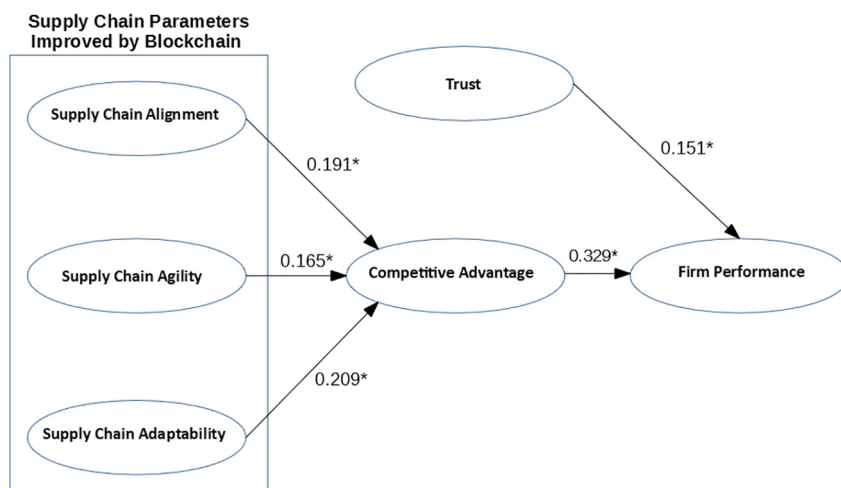 Supply Chain Parameters
Improved by Blockchain
Supply Chain Alignment
Trust
0.191*
0.151*
Supply Chain Agility
0.165*
Competitive Advantage
0.329*
Firm Performance
0.209*
Supply Chain Adaptability